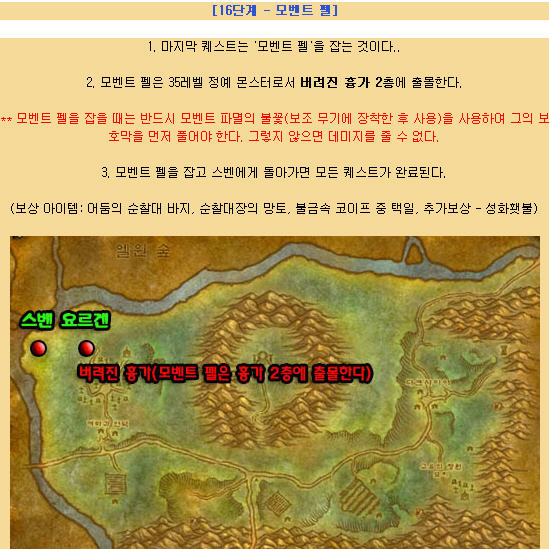 [16단계 - 모벤트 펠]
1. 마지막 퀘스트는 '모벤트 펠'을 잡는 것이다..
2. 모벤트 펠은 35레벨 정예 몬스터로서 버려진 흉가 2층에 출몰한다.
** 모벤트 펠을 잡을 때는 반드시 모벤트 파멸의 불꽃(보조 무기에 장착한 후 사용)을 사용하여 그의 보
호막을 먼저 풀어야 한다. 그렇지 않으면 데미지를 줄 수 없다.
3. 모벤트 펠을 잡고 스벤에게 돌아가면 모든 퀘스트가 완료된다.
(보상 아이템: 어둠의 순찰대 바지, 순찰대장의 망토, 불금속 코이프 중 택일, 추가보상 - 성화횃불)
엘윈 숲
스벤 요르겐
버려진 흉가(모벤트 펠은 흉가 2층에 출몰한다)